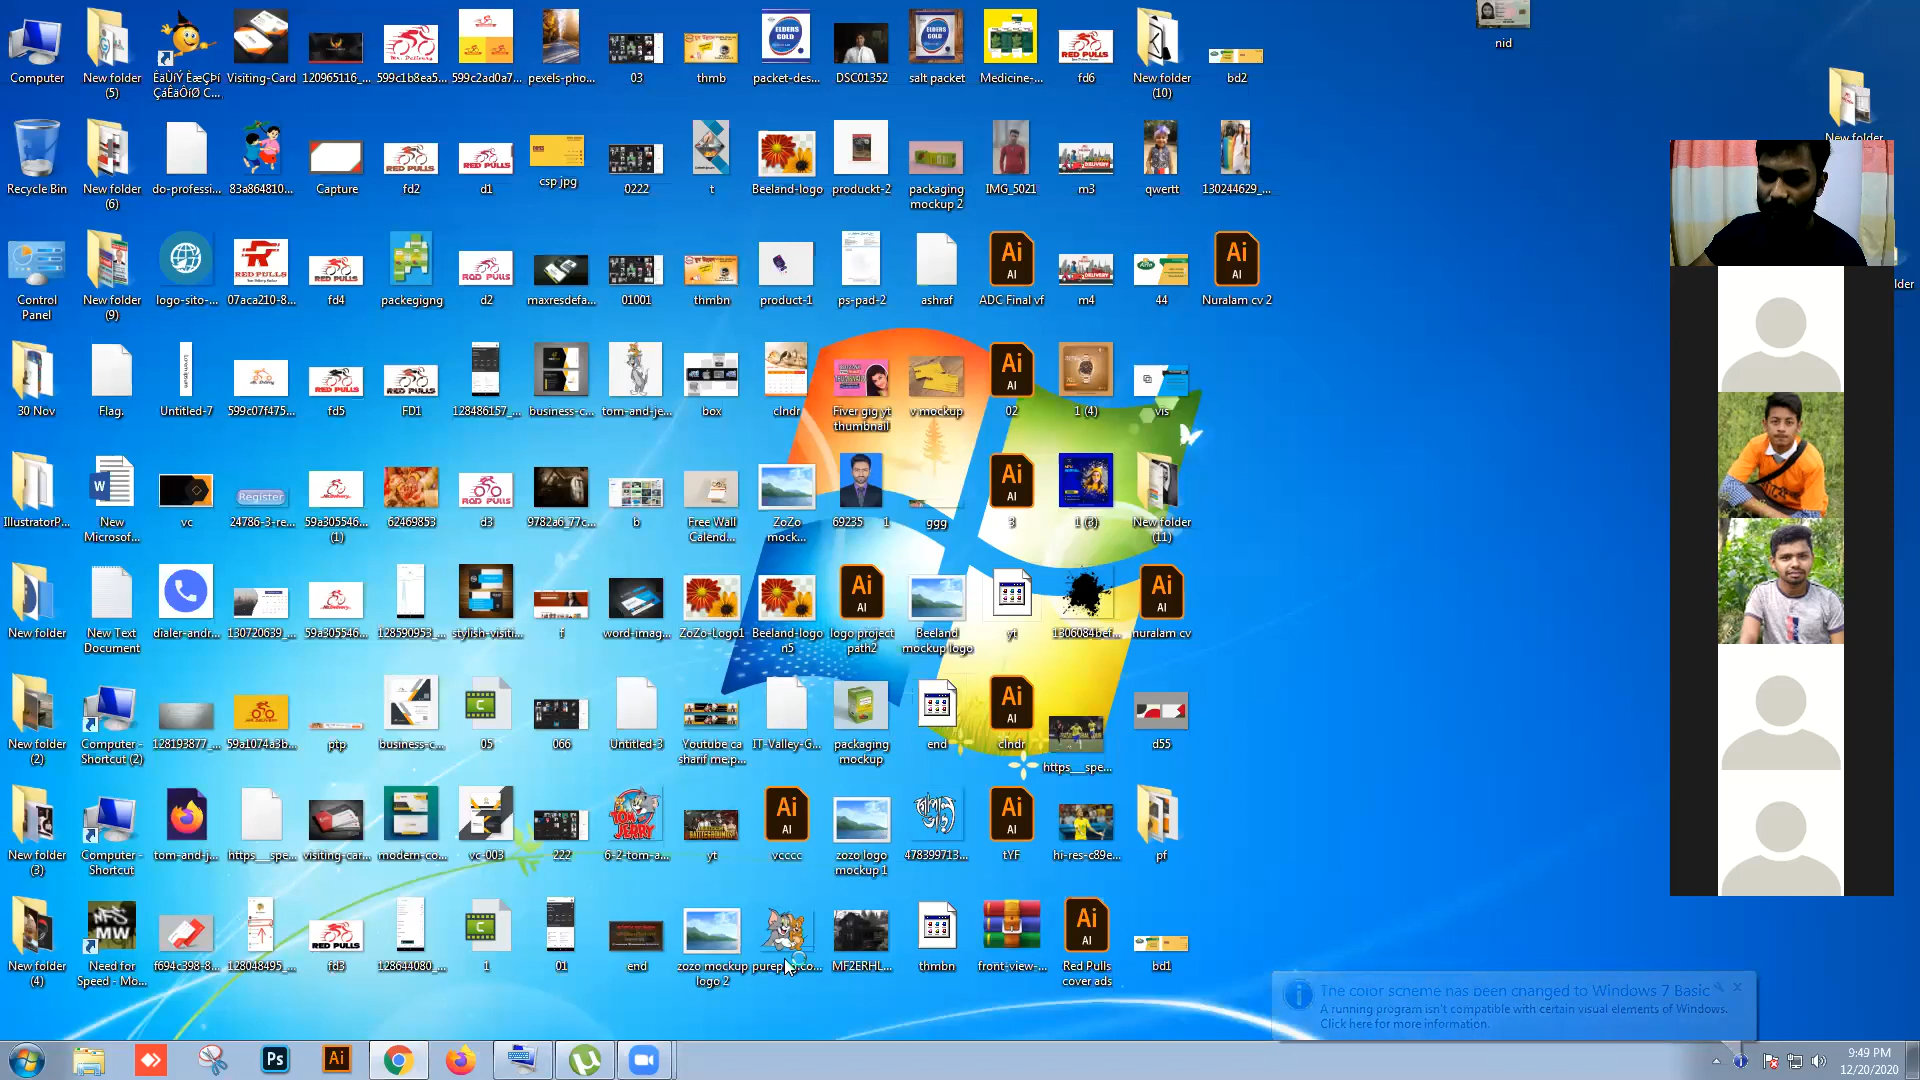 Computer
New folder
(5)
ÊäÙíÝ ÈæÇÞí
ÇáÊäÔíØ C...
Visiting-Card
120965116_...
599c1b8ea5...
599c2ad0a7...
pexels-pho...
03
thmb
packet-des...
DSC01352
salt packet
Medicine-...
fd6
New folder
(10)
bd2
nid
Recycle Bin
New folder
(6)
do-professi...
83a864810...
Capture
fd2
d1
csp jpg
0222
t
Beeland-logo
produckt-2
packaging
mockup 2
IMG_5021
m3
qwertt
130244629_...
New folder
Control
Panel
New folder
(9)
logo-sito-...
07aca210-8...
fd4
packegigng
d2
maxresdefa...
01001
thmbn
product-1
ps-pad-2
ashraf
ADC Final vf
m4
44
Nuralam cv 2
lder
30 Nov
Flag.
Untitled-7
599c07f475...
fd5
FD1
128486157_...
business-c...
tom-and-je...
box
clndr
Fiver gig yt
thumbnail
v mockup
02
1 (4)
vis
IllustratorP...
New
Microsof...
vc
24786-3-re...
59a305546...
(1)
62469853
d3
9782a6_77c...
b
Free Wall
Calend...
ZoZo
mock...
69235 1
ggg
3
1 (3)
New folder
(11)
New folder
New Text
Document
dialer-andr...
130720639_...
59a305546...
128590953_...
stylish-visiti...
f
word-imag...
ZoZo-Logo1
Beeland-logo
n5
logo project
path2
Beeland
mockup logo
yt
1306084bef...
nuralam cv
New folder
(2)
Computer -
Shortcut (2)
128193877_...
59a1074a3b...
ptp
business-c...
05
066
Untitled-3
Youtube ca
sharif me.p...
IT-Valley-G...
packaging
mockup
end
clndr
https___spe...
d55
New folder
(3)
Computer -
Shortcut
tom-and-j...
https___spe...
visiting-car...
modern-co...
vc-003
222
6-2-tom-a...
yt
vcccc
zozo logo
mockup 1
478399713...
tYF
hi-res-c89e...
pf
New folder
(4)
Need for
Speed - Mo...
f694c398-8...
128048495_...
fd3
128644080_...
1
01
end
zozo mockup
logo 2
MF2ERHL...
thmbn
front-view-...
Red Pulls
cover ads
bd1
The color scheme has been changed to Windows 7 Basic
A running program isn't compatible with certain visual elements of Windows.
Click here for more information.
9:49 PM
12/20/2020